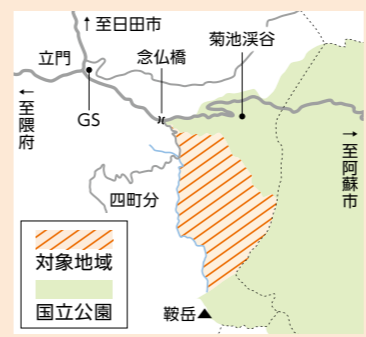 ↑至日田市
立門
念仏橋
菊池渓谷
←至隈府
GS
→至阿蘇市
四町分
対象地域
国立公園
鞍岳▲